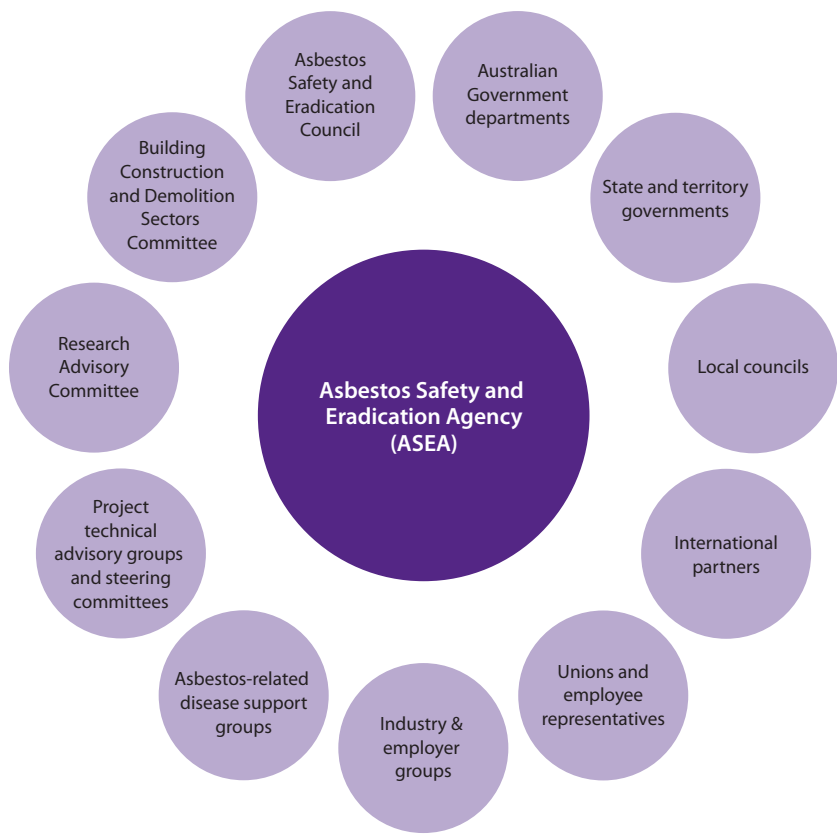 Asbestos
Safety and
Eradication
Council
Australian
Government
departments
State and territory
governments
Local councils
International
partners
Unions and
employee
representatives
Industry &
employer
groups
Asbestos-related
disease support
groups
Project
technical
advisory groups
and steering
committees
Research
Advisory
Committee
Building
Construction
and Demolition
Sectors
Committee
Asbestos Safety and
Eradication Agency
(ASEA)